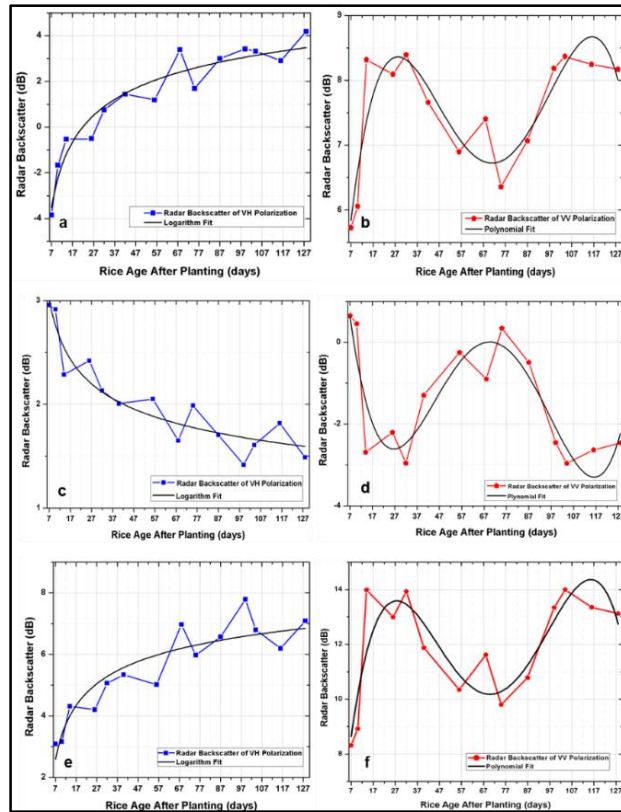 4
2
0
-2
-4
Radar Backscatter (dB)
a
Radar Backscatter of VH Polarization
Logarithm Fit
7 17 27 37 47 57 67 77 87 97 107 117 127
Rice Age After Planting (days)
9
8
7
6
Radar Backscatter (dB)
b
Radar Backscatter of VV Polarization
Polynomial Fit
7 17 27 37 47 57 67 77 87 97 107 117 127
Rice Age After Planting (days)
3
2
1
Radar Backscatter (dB)
c
Radar Backscatter of VH Polarization
Logarithm Fit
7 17 27 37 47 57 67 77 87 97 107 117 127
Rice Age After Planting (days)
0
-2
-4
Radar Backscatter (dB)
d
Radar Backscatter of VV Polarization
Plynomial Fit
7 17 27 37 47 57 67 77 87 97 107 117 127
Rice Age After Planting (days)
8
6
4
2
Radar Backscatter (dB)
e
Radar Backscatter of VH Polarization
Logarithm Fit
7 17 27 37 47 57 67 77 87 97 107 117 127
Rice Age After Planting (days)
14
12
10
8
Radar Backscatter (dB)
f
Radar Backscatter of VV Polarization
Polynomial Fit
7 17 27 37 47 57 67 77 87 97 107 117 127
Rice Age After Planting (days)